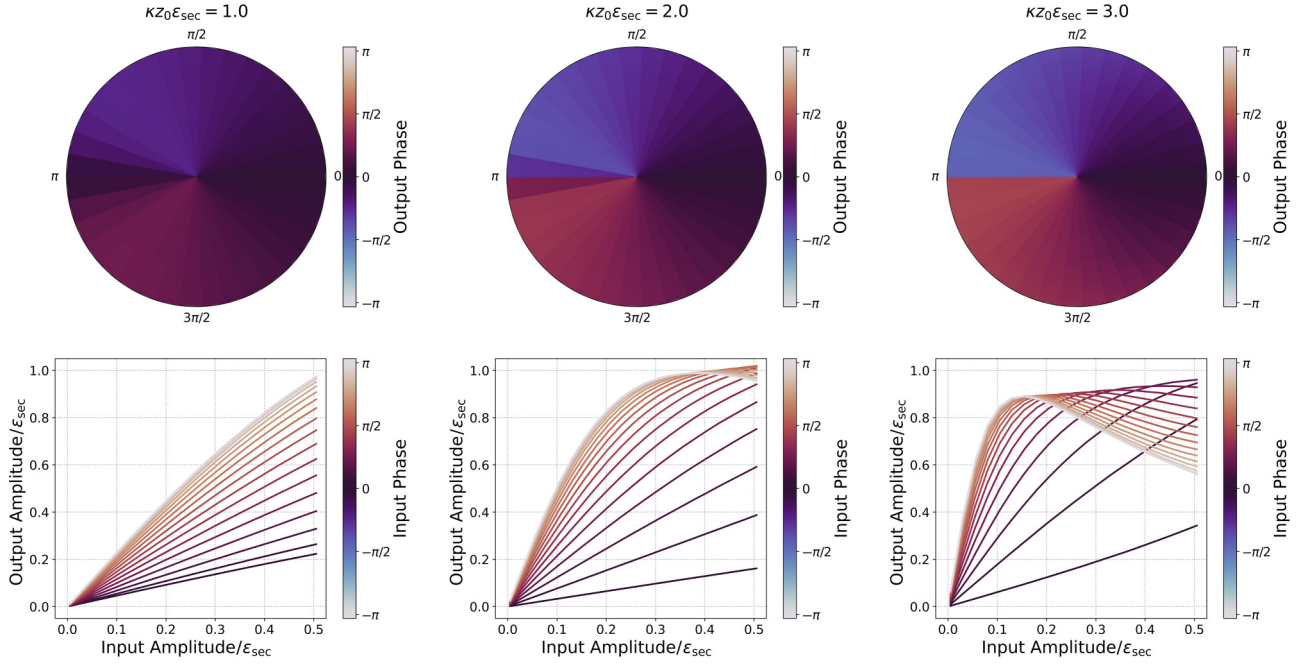 κz₀ε_sec = 1.0
π/2
π
0
3π/2
π
π/2
0
−π/2
−π
Output Phase
κz₀ε_sec = 2.0
π/2
π
0
3π/2
π
π/2
0
−π/2
−π
Output Phase
κz₀ε_sec = 3.0
π/2
π
0
3π/2
π
π/2
0
−π/2
−π
Output Phase
Output Amplitude/ε_sec
1.0
0.8
0.6
0.4
0.2
0.0
0.0 0.1 0.2 0.3 0.4 0.5
Input Amplitude/ε_sec
π
π/2
0
−π/2
−π
Input Phase
Output Amplitude/ε_sec
1.0
0.8
0.6
0.4
0.2
0.0
0.0 0.1 0.2 0.3 0.4 0.5
Input Amplitude/ε_sec
π
π/2
0
−π/2
−π
Input Phase
Output Amplitude/ε_sec
1.0
0.8
0.6
0.4
0.2
0.0
0.0 0.1 0.2 0.3 0.4 0.5
Input Amplitude/ε_sec
π
π/2
0
−π/2
−π
Input Phase